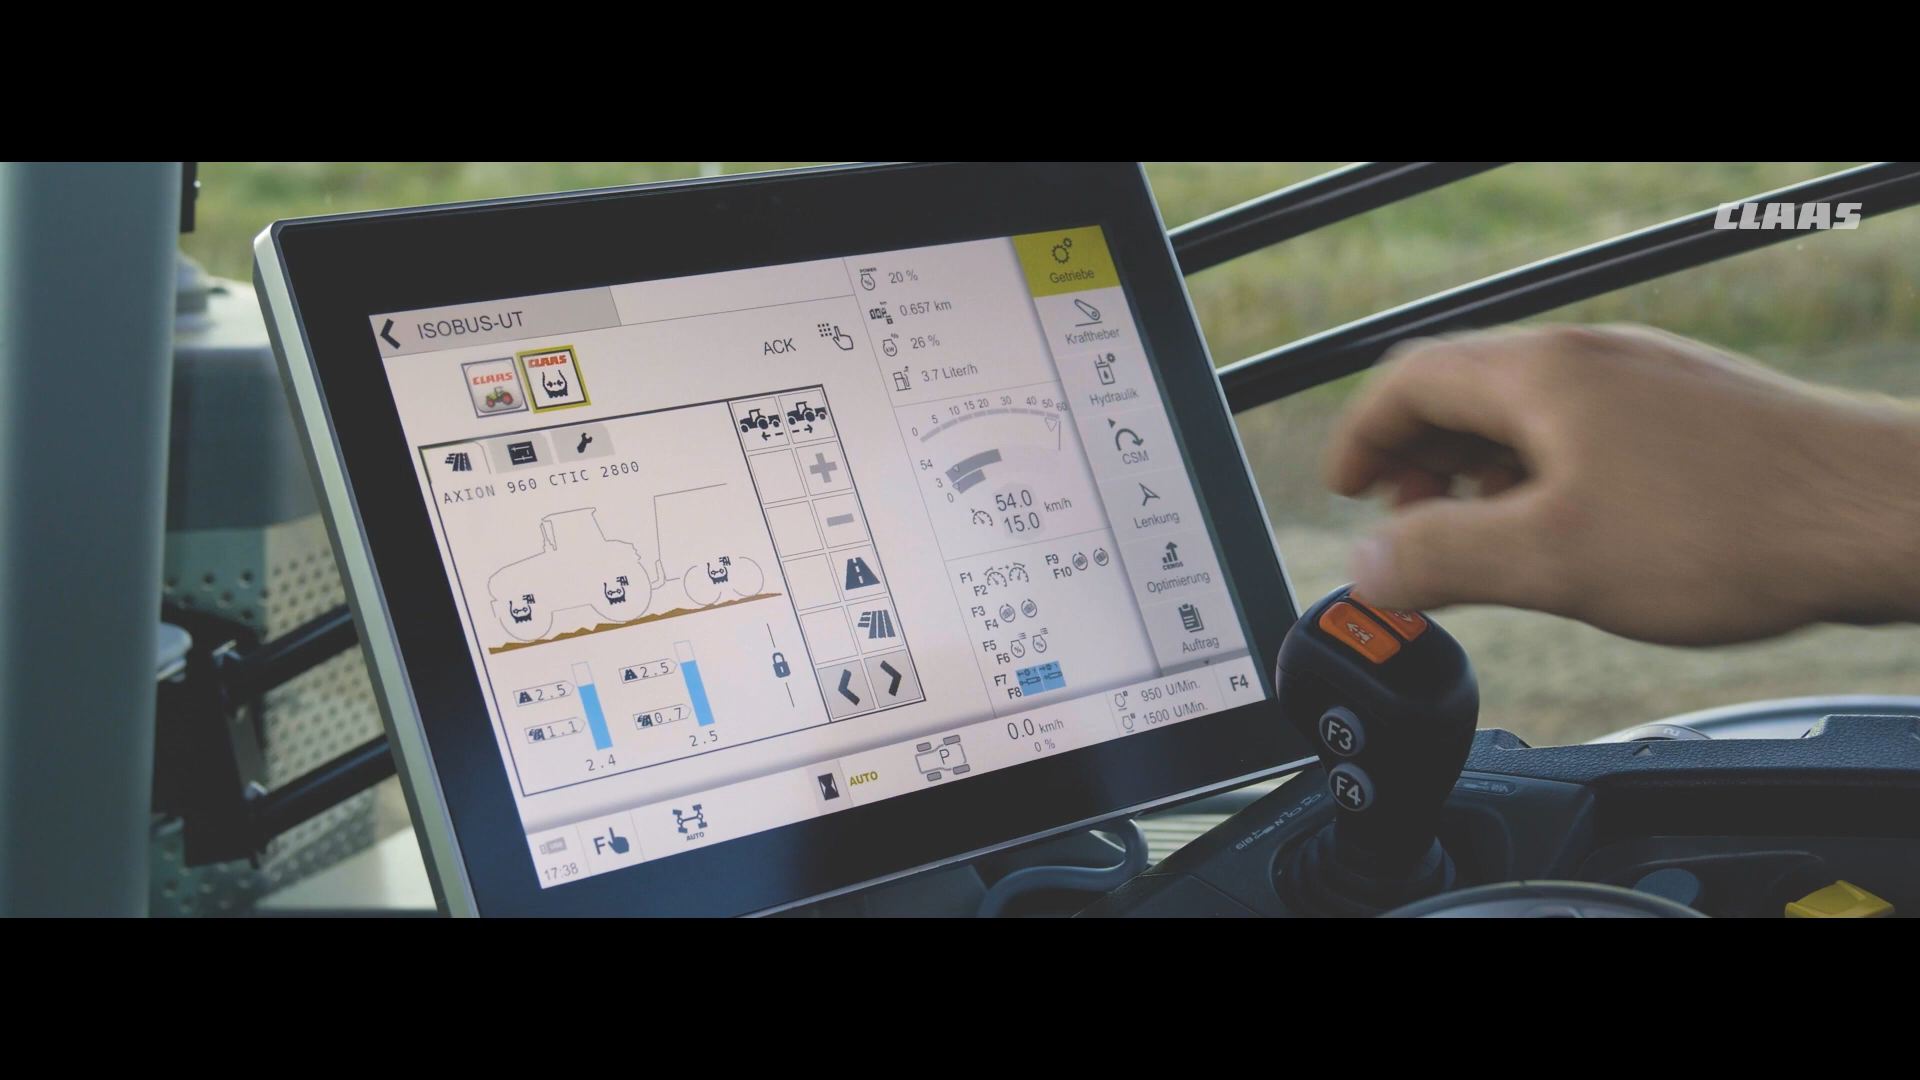 CLAAS
ISOBUS-UT
CLAAS
CLAAS
ACK
AXION 960 CTIC 2800
2.5
1.1
2.4
2.5
0.7
2.5
POWER
20 %
0.657 km
26 %
3.7 Liter/h
0 5 10 15 20 30 40 50 60
54
3
0
54.0
15.0
km/h
F1
F2
F3
F4
F5
F6
F7
F8
F9
F10
Getriebe
Kraftheber
Hydraulik
CSM
Lenkung
CEMOS
Optimierung
Auftrag
950 U/Min.
1500 U/Min.
F4
0.0 km/h
0 %
P
AUTO
AUTO
F
17:38
F3
F4